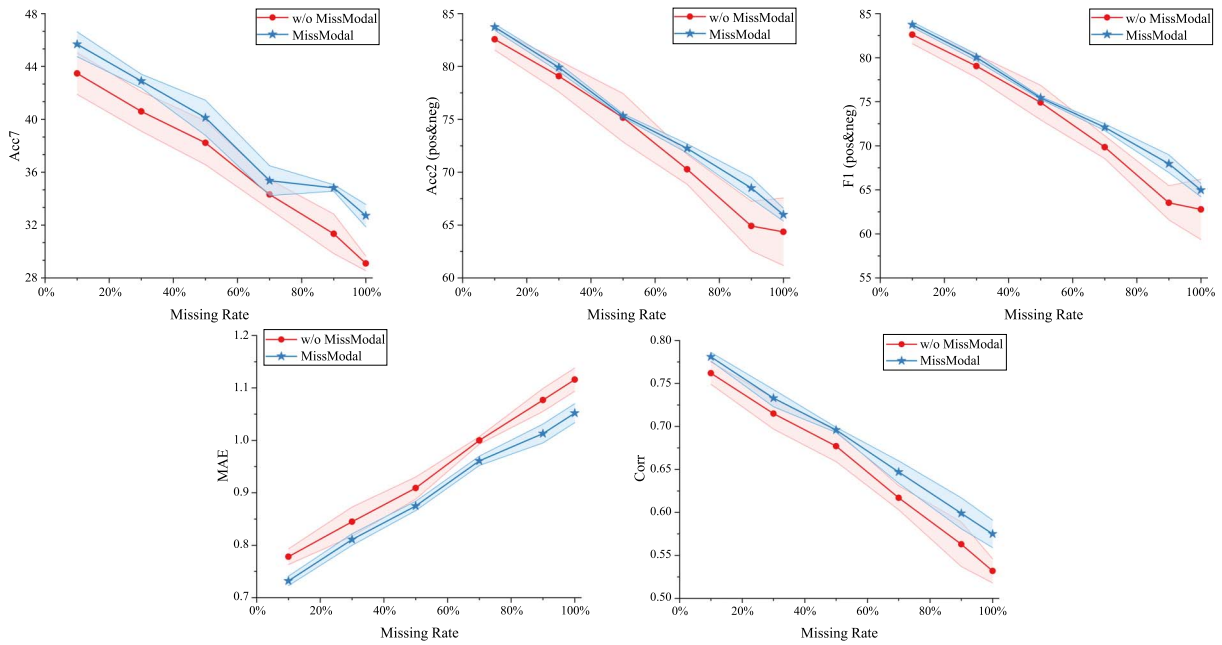 w/o MissModal
MissModal
48
44
40
36
32
28
Acc7
0% 20% 40% 60% 80% 100%
Missing Rate
w/o MissModal
MissModal
85
80
75
70
65
60
Acc2 (pos&neg)
0% 20% 40% 60% 80% 100%
Missing Rate
w/o MissModal
MissModal
85
80
75
70
65
60
55
F1 (pos&neg)
0% 20% 40% 60% 80% 100%
Missing Rate
w/o MissModal
MissModal
1.2
1.1
1.0
0.9
0.8
0.7
MAE
0% 20% 40% 60% 80% 100%
Missing Rate
w/o MissModal
MissModal
0.80
0.75
0.70
0.65
0.60
0.55
0.50
Corr
0% 20% 40% 60% 80% 100%
Missing Rate